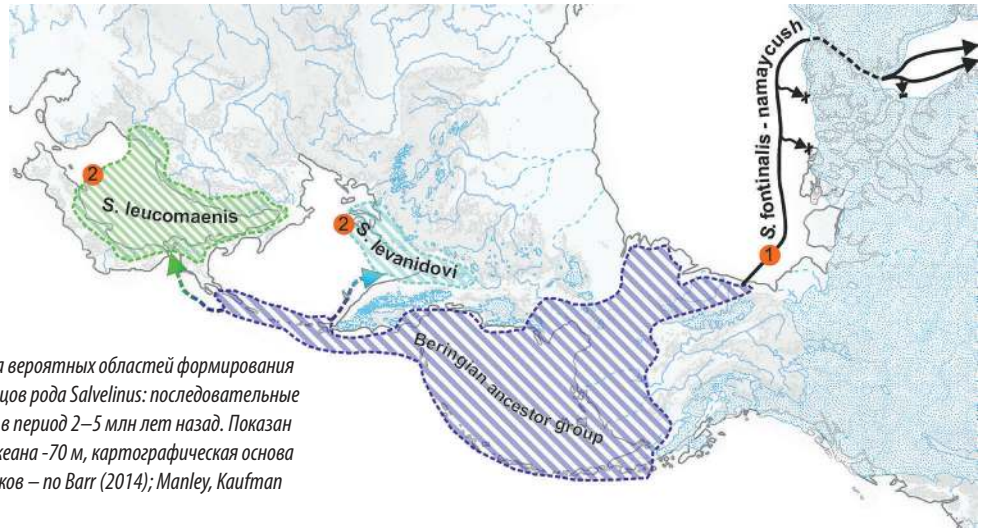 S. fontinalis - namaycush
1
2
S. leucomaenis
2
S. levanidovi
Beringian ancestor group
а вероятных областей формирования
цов рода Salvelinus: последовательные
в период 2–5 млн лет назад. Показан
кеана -70 м, картографическая основа
ков – по Barr (2014); Manley, Kaufman